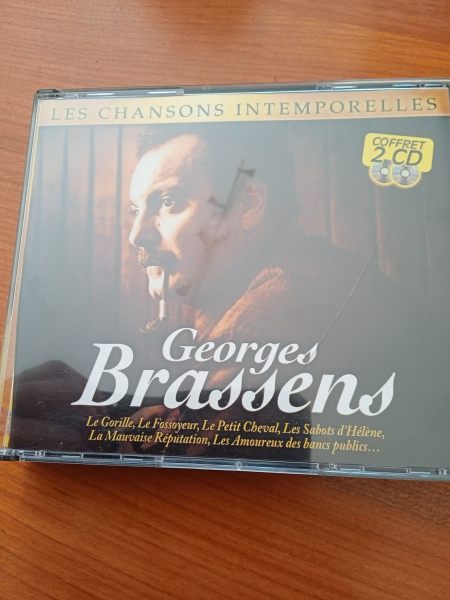 LES CHANSONS INTEMPORELLES
COFFRET
2 CD
Georges
Brassens
Le Gorille, Le Fossoyeur, Le Petit Cheval, Les Sabots d'Hélène,
La Mauvaise Réputation, Les Amoureux des bancs publics...